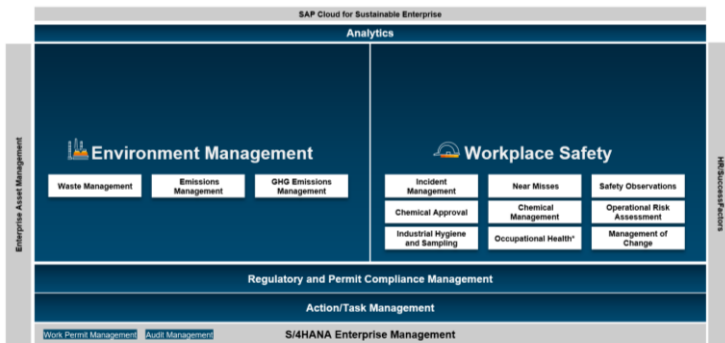 SAP Cloud for Sustainable Enterprise
Analytics
Enterprise Asset Management
Environment Management
Waste Management
Emissions
Management
GHG Emissions
Management
Workplace Safety
Incident
Management
Near Misses
Safety Observations
Chemical Approval
Chemical
Management
Operational Risk
Assessment
Industrial Hygiene
and Sampling
Occupational Health*
Management of
Change
HR/SuccessFactors
Regulatory and Permit Compliance Management
Action/Task Management
Work Permit Management
Audit Management
S/4HANA Enterprise Management